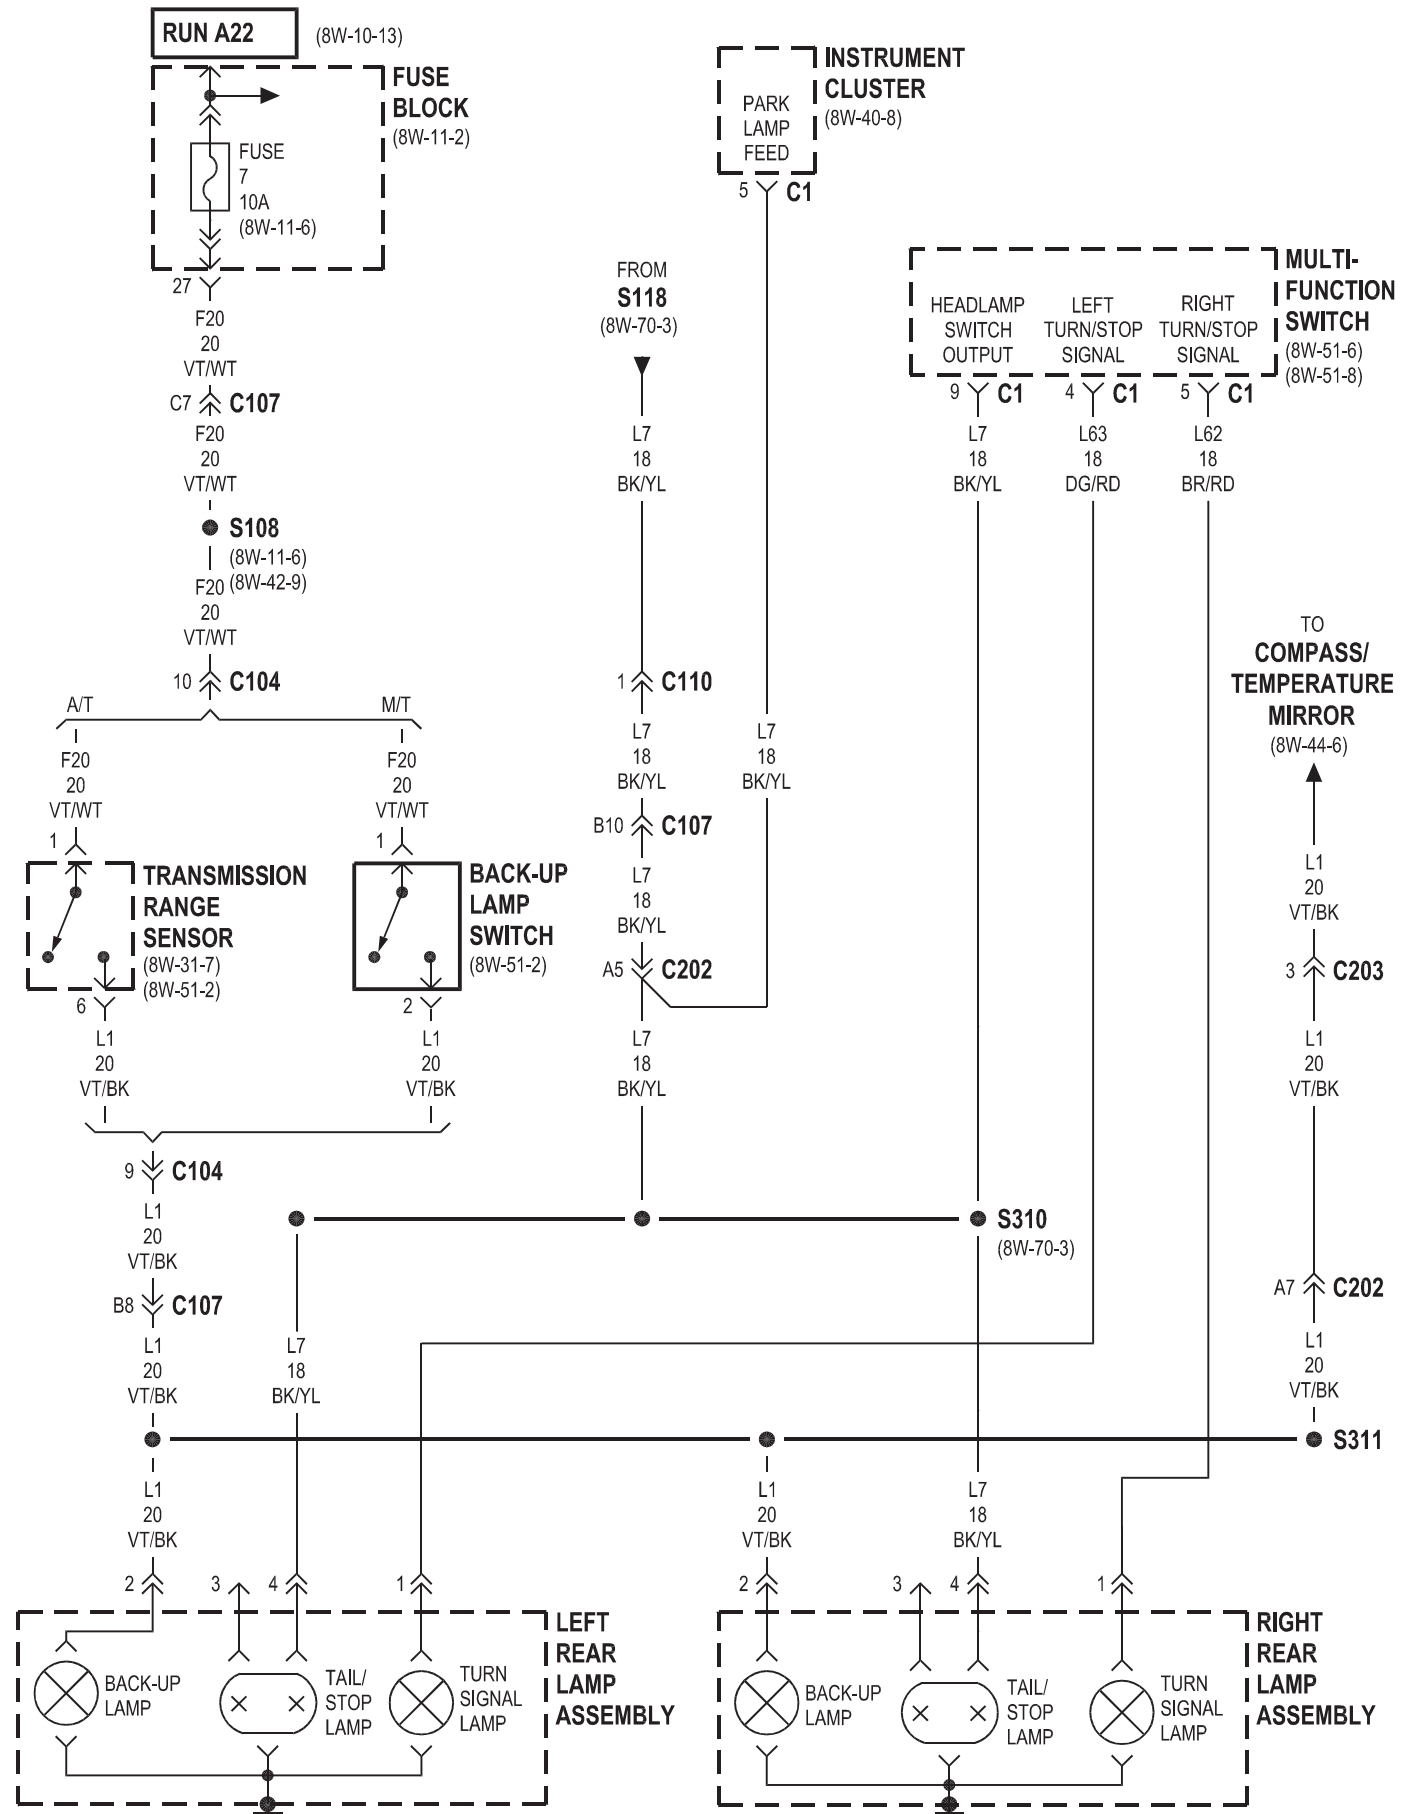 RUN A22
(8W-10-13)
FUSE
BLOCK
(8W-11-2)
FUSE
7
10A
(8W-11-6)
27
F20
20
VT/WT
C7
C107
F20
20
VT/WT
S108
(8W-11-6)
(8W-42-9)
F20
20
VT/WT
10
C104
A/T
M/T
F20
20
VT/WT
1
F20
20
VT/WT
1
TRANSMISSION
RANGE
SENSOR
(8W-31-7)
(8W-51-2)
6
BACK-UP
LAMP
SWITCH
(8W-51-2)
2
L1
20
VT/BK
L1
20
VT/BK
9
C104
L1
20
VT/BK
B8
C107
L1
20
VT/BK
L1
20
VT/BK
FROM
S118
(8W-70-3)
L7
18
BK/YL
1
C110
L7
18
BK/YL
B10
C107
L7
18
BK/YL
A5
C202
L7
18
BK/YL
INSTRUMENT
CLUSTER
(8W-40-8)
PARK
LAMP
FEED
5
C1
L7
18
BK/YL
MULTI-
FUNCTION
SWITCH
(8W-51-6)
(8W-51-8)
HEADLAMP
SWITCH
OUTPUT
LEFT
TURN/STOP
SIGNAL
RIGHT
TURN/STOP
SIGNAL
9
C1
4
C1
5
C1
L7
18
BK/YL
L63
18
DG/RD
L62
18
BR/RD
TO
COMPASS/
TEMPERATURE
MIRROR
(8W-44-6)
L1
20
VT/BK
3
C203
L1
20
VT/BK
A7
C202
L1
20
VT/BK
S310
(8W-70-3)
L7
18
BK/YL
S311
L1
20
VT/BK
L7
18
BK/YL
2
3
4
1
2
3
4
1
BACK-UP
LAMP
TAIL/
STOP
LAMP
TURN
SIGNAL
LAMP
LEFT
REAR
LAMP
ASSEMBLY
BACK-UP
LAMP
TAIL/
STOP
LAMP
TURN
SIGNAL
LAMP
RIGHT
REAR
LAMP
ASSEMBLY